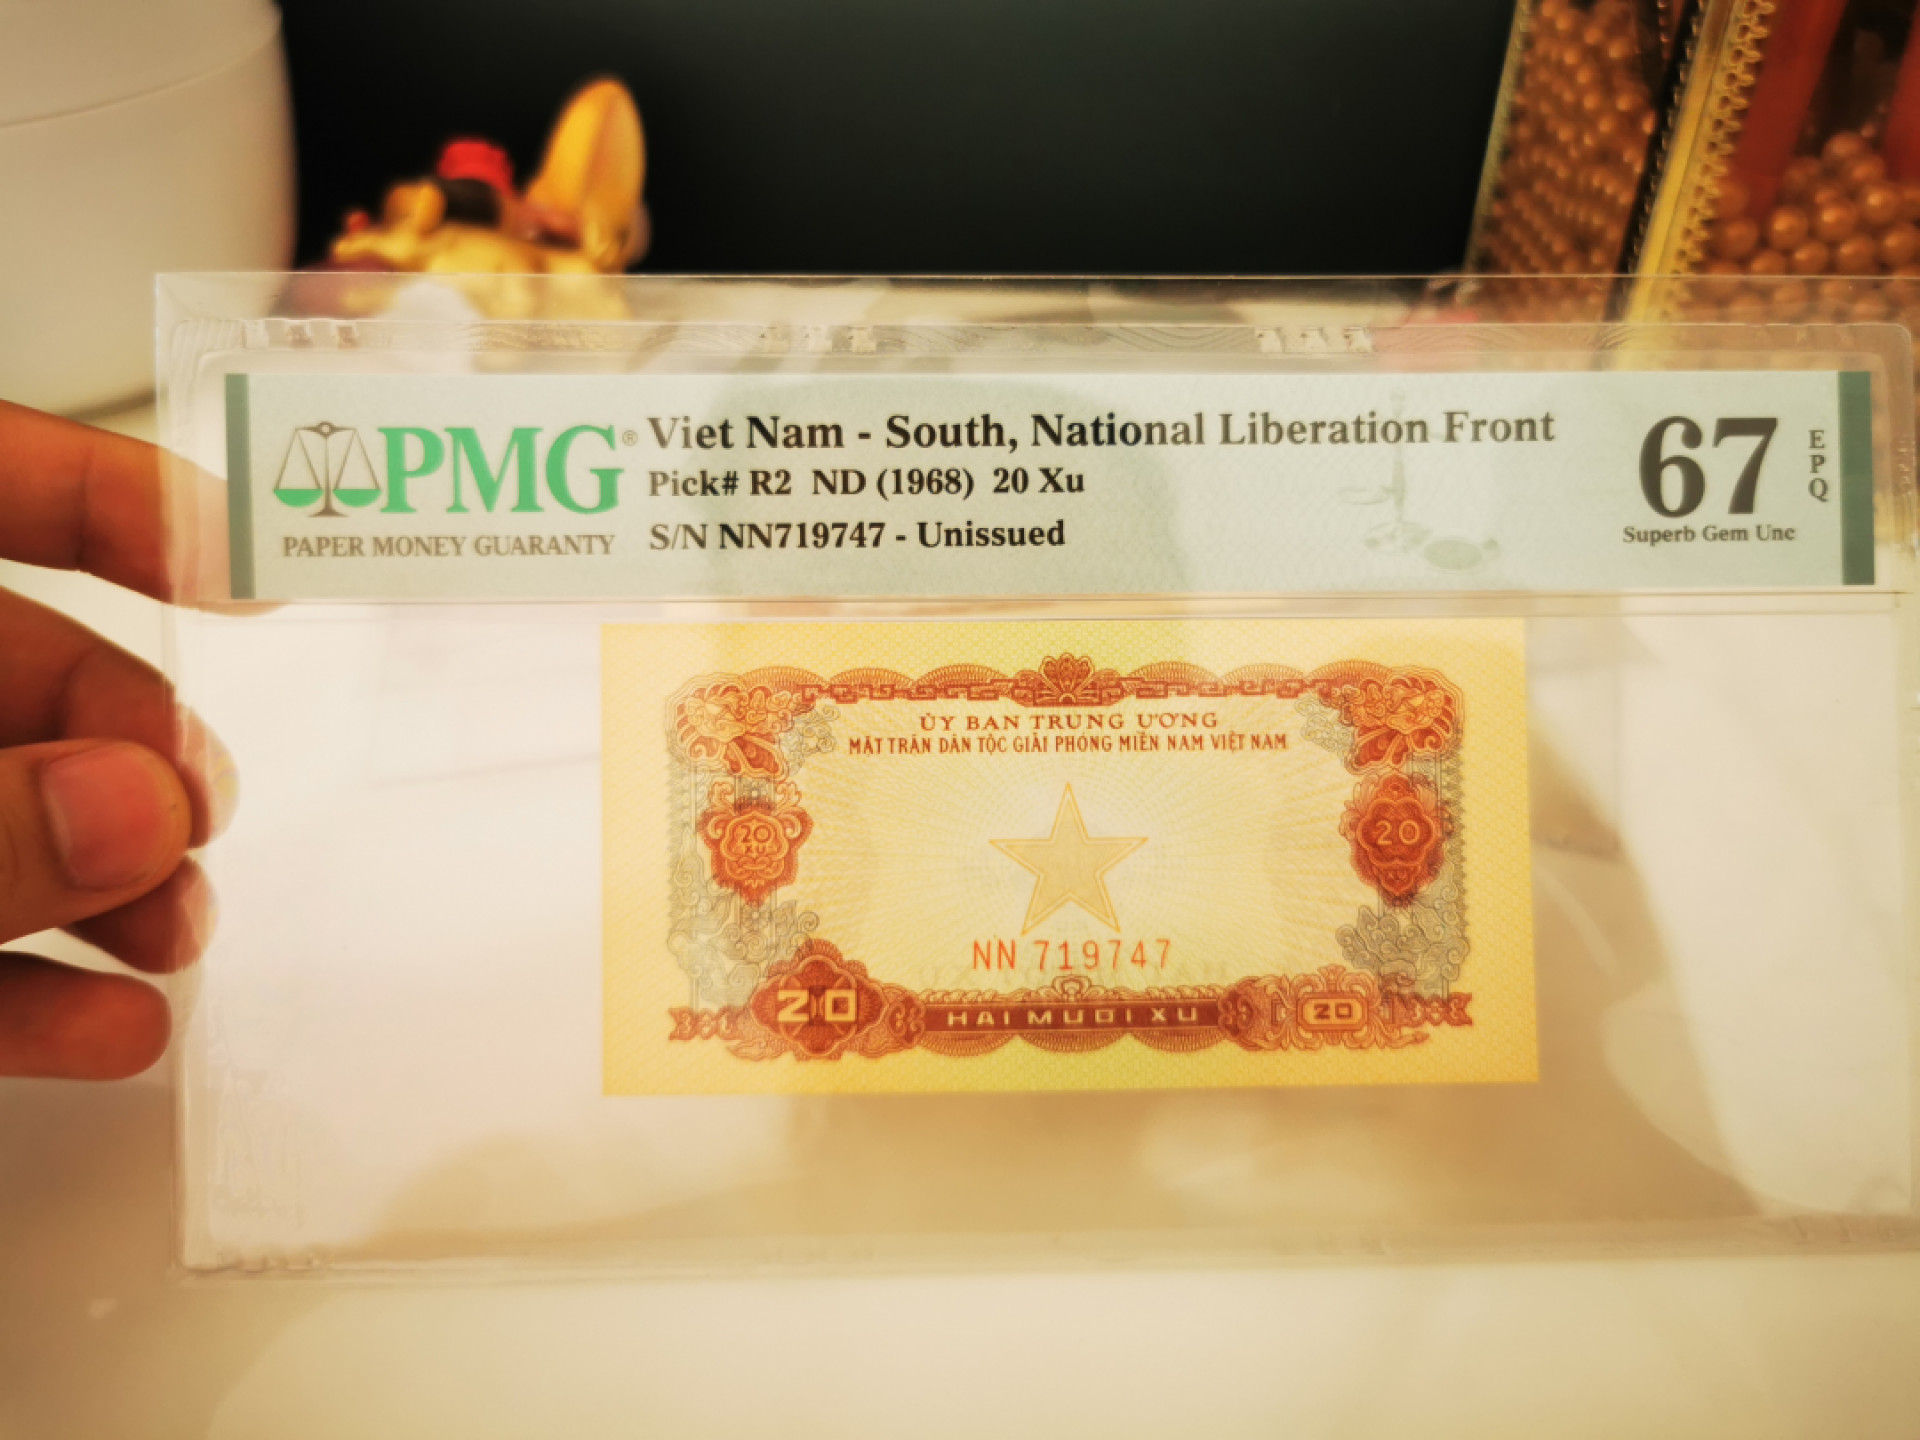 PMG®
PAPER MONEY GUARANTY
Viet Nam - South, National Liberation Front
Pick# R2 ND (1968) 20 Xu
S/N NN719747 - Unissued
67
EPQ
Superb Gem Unc
ỦY BAN TRUNG ƯƠNG
MẶT TRẬN DÂN TỘC GIẢI PHÓNG MIỀN NAM VIỆT NAM
20
XU
20
XU
NN 719747
20
HAI MƯƠI XU
20